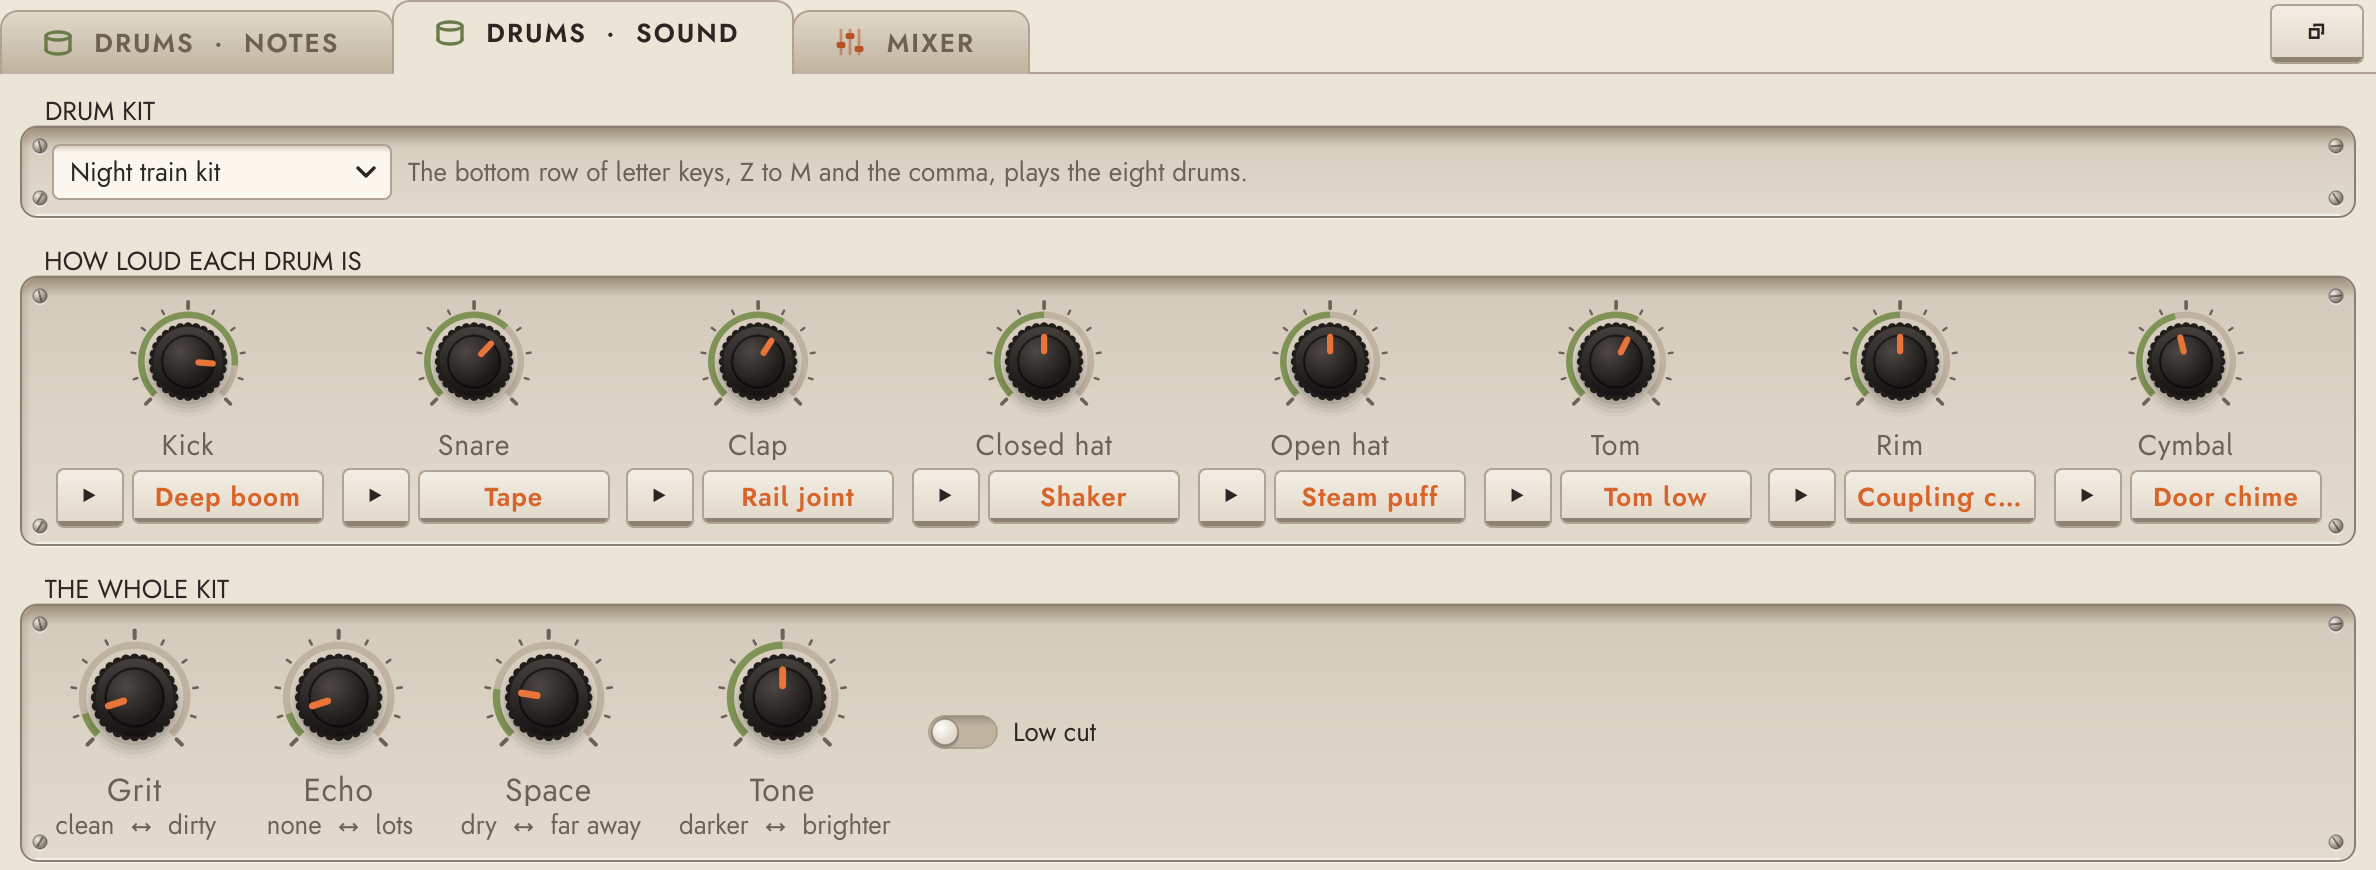 DRUMS · NOTES
DRUMS · SOUND
MIXER
DRUM KIT
Night train kit
The bottom row of letter keys, Z to M and the comma, plays the eight drums.
HOW LOUD EACH DRUM IS
Kick Snare Clap Closed hat Open hat Tom Rim Cymbal
Deep boom Tape Rail joint Shaker Steam puff Tom low Coupling c... Door chime
THE WHOLE KIT
Low cut
Grit Echo Space Tone
clean ↔ dirty none ↔ lots dry ↔ far away darker ↔ brighter